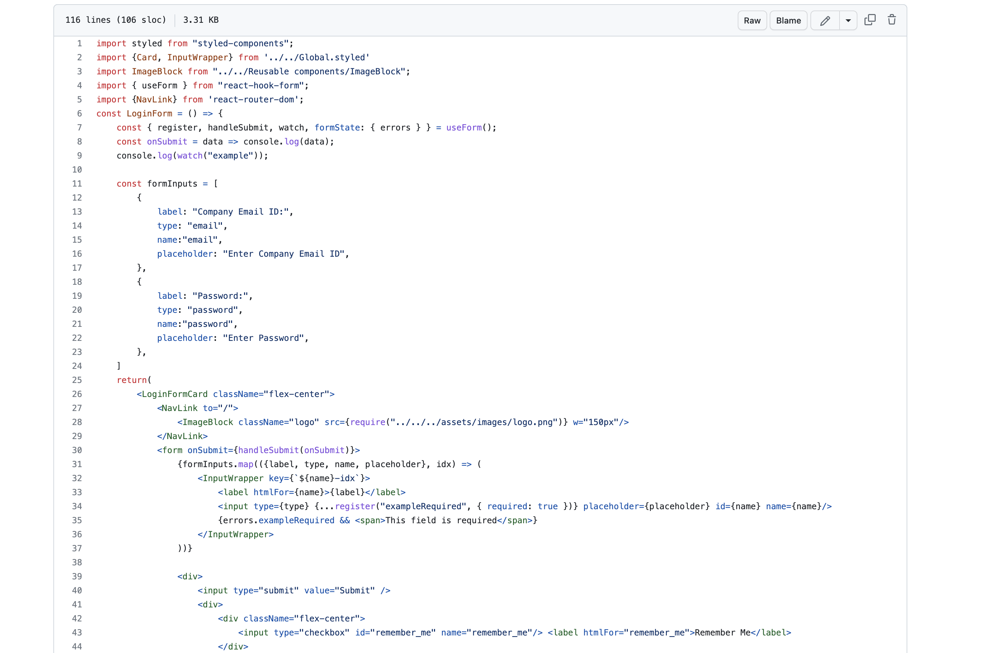 116 lines (106 sloc) 3.31 KB Raw Blame
1 import styled from "styled-components";
2 import {Card, InputWrapper} from '../../Global.styled'
3 import ImageBlock from "../../Reusable components/ImageBlock";
4 import { useForm } from "react-hook-form";
5 import {NavLink} from 'react-router-dom';
6 const LoginForm = () => {
7     const { register, handleSubmit, watch, formState: { errors } } = useForm();
8     const onSubmit = data => console.log(data);
9     console.log(watch("example"));
10
11     const formInputs = [
12         {
13             label: "Company Email ID:",
14             type: "email",
15             name:"email",
16             placeholder: "Enter Company Email ID",
17         },
18         {
19             label: "Password:",
20             type: "password",
21             name:"password",
22             placeholder: "Enter Password",
23         },
24     ]
25     return(
26         <LoginFormCard className="flex-center">
27             <NavLink to="/">
28                 <ImageBlock className="logo" src={require("../../../assets/images/logo.png")} w="150px"/>
29             </NavLink>
30             <form onSubmit={handleSubmit(onSubmit)}>
31                 {formInputs.map(({label, type, name, placeholder}, idx) => (
32                     <InputWrapper key={`${name}-idx`}>
33                         <label htmlFor={name}>{label}</label>
34                         <input type={type} {...register("exampleRequired", { required: true })} placeholder={placeholder} id={name} name={name}/>
35                         {errors.exampleRequired && <span>This field is required</span>}
36                     </InputWrapper>
37                 ))}
38
39                 <div>
40                     <input type="submit" value="Submit" />
41                     <div>
42                         <div className="flex-center">
43                             <input type="checkbox" id="remember_me" name="remember_me"/> <label htmlFor="remember_me">Remember Me</label>
44                         </div>